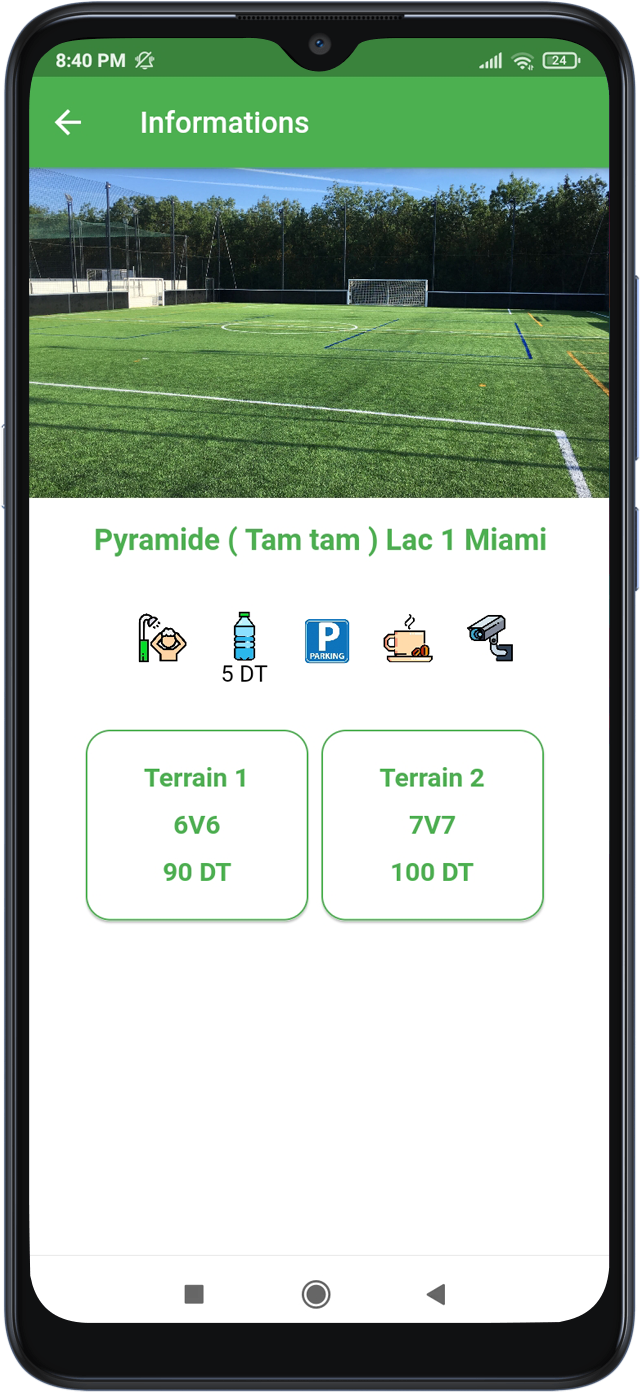 8:40 PM 24
Informations
Pyramide ( Tam tam ) Lac 1 Miami
P
PARKING
5 DT
Terrain 1 Terrain 2
6V6 7V7
90 DT 100 DT